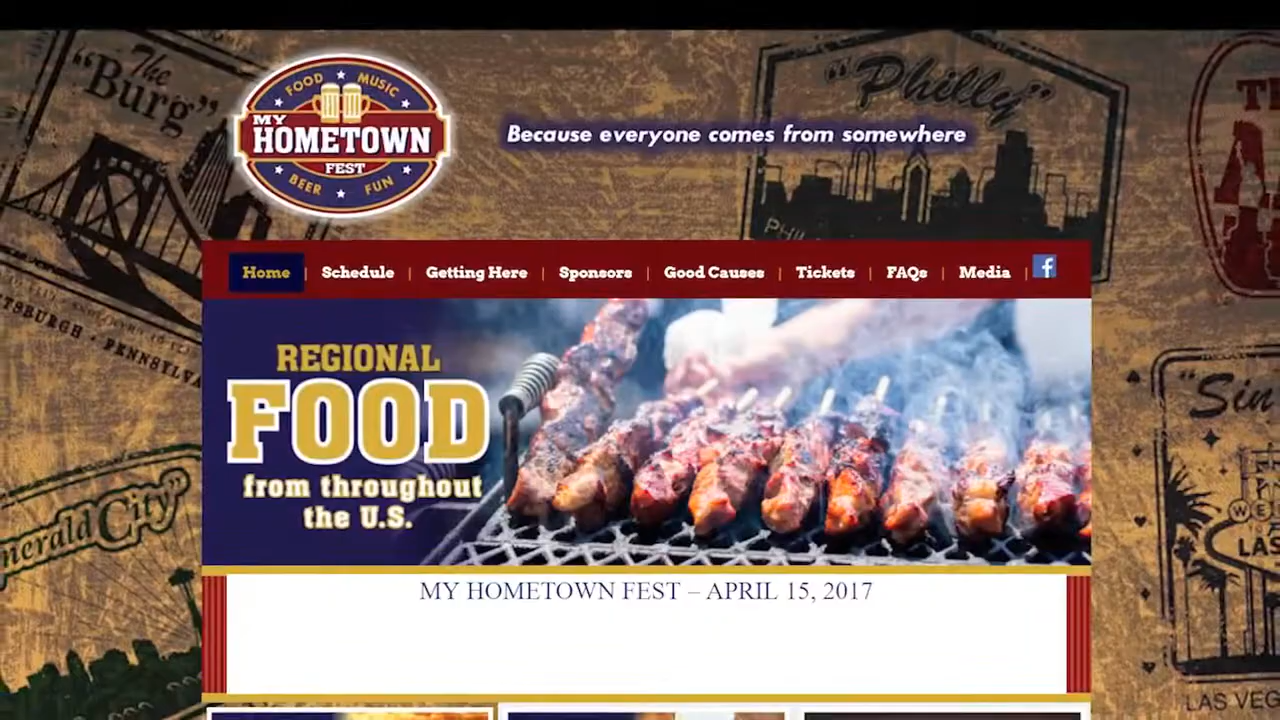 The
"Burg"
FOOD MUSIC
MY
HOMETOWN
FEST
BEER FUN
Because everyone comes from somewhere
"Philly"
Home | Schedule | Getting Here | Sponsors | Good Causes | Tickets | FAQs | Media | f
REGIONAL
FOOD
from throughout
the U.S.
"Sin
WE
LAS
LAS VEG
MY HOMETOWN FEST – APRIL 15, 2017